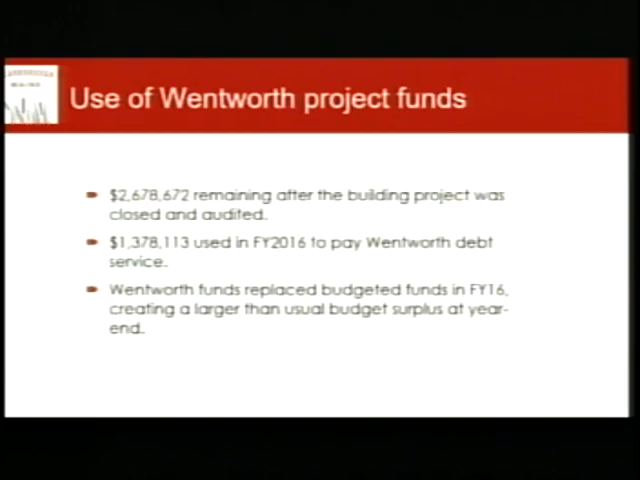 Use of Wentworth project funds
$2,678,672 remaining after the building project was
closed and audited.
$1,378,113 used in FY2016 to pay Wentworth debt
service.
Wentworth funds replaced budgeted funds in FY16,
creating a larger than usual budget surplus at year-
end.